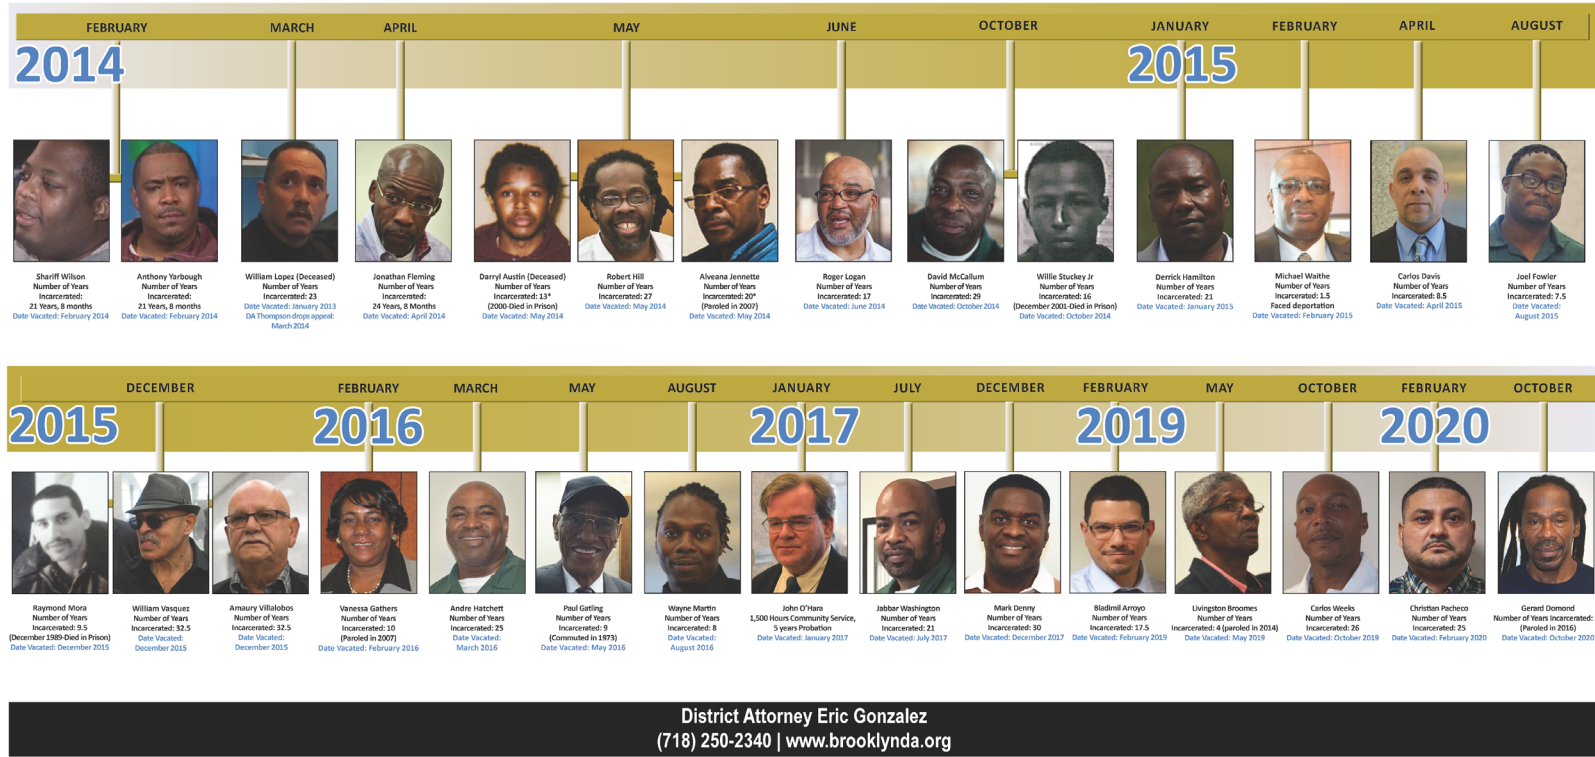 FEBRUARY
MARCH
APRIL
MAY
JUNE
OCTOBER
JANUARY
FEBRUARY
APRIL
AUGUST
2014
2015
Shariff Wilson
Number of Years
Incarcerated:
21 Years, 8 months
Date Vacated: February 2014
Anthony Yarbough
Number of Years
Incarcerated:
21 Years, 8 months
Date Vacated: February 2014
William Lopez (Deceased)
Number of Years
Incarcerated: 23
Date Vacated: January 2013
DA Thompson drops appeal:
March 2014
Jonathan Fleming
Number of Years
Incarcerated:
24 Years, 8 Months
Date Vacated: April 2014
Darryl Austin (Deceased)
Number of Years
Incarcerated: 13*
(2000-Died in Prison)
Date Vacated: May 2014
Robert Hill
Number of Years
Incarcerated: 27
Date Vacated: May 2014
Alveana Jennette
Number of Years
Incarcerated: 20*
(Paroled in 2007)
Date Vacated: May 2014
Roger Logan
Number of Years
Incarcerated: 17
Date Vacated: June 2014
David McCallum
Number of Years
Incarcerated: 29
Date Vacated: October 2014
Willie Stuckey Jr
Number of Years
Incarcerated: 16
(December 2001-Died in Prison)
Date Vacated: October 2014
Derrick Hamilton
Number of Years
Incarcerated: 21
Date Vacated: January 2015
Michael Waithe
Number of Years
Incarcerated: 1.5
Faced deportation
Date Vacated: February 2015
Carlos Davis
Number of Years
Incarcerated: 8.5
Date Vacated: April 2015
Joel Fowler
Number of Years
Incarcerated: 7.5
Date Vacated:
August 2015
DECEMBER
FEBRUARY
MARCH
MAY
AUGUST
JANUARY
JULY
DECEMBER
FEBRUARY
MAY
OCTOBER
FEBRUARY
OCTOBER
2015
2016
2017
2019
2020
Raymond Mora
Number of Years
Incarcerated: 9.5
(December 1989-Died in Prison)
Date Vacated: December 2015
William Vasquez
Number of Years
Incarcerated: 32.5
Date Vacated:
December 2015
Amaury Villalobos
Number of Years
Incarcerated: 32.5
Date Vacated:
December 2015
Vanessa Gathers
Number of Years
Incarcerated: 10
(Paroled in 2007)
Date Vacated: February 2016
Andre Hatchett
Number of Years
Incarcerated: 25
Date Vacated:
March 2016
Paul Gatling
Number of Years
Incarcerated: 9
(Commuted in 1973)
Date Vacated: May 2016
Wayne Martin
Number of Years
Incarcerated: 8
Date Vacated:
August 2016
John O'Hara
1,500 Hours Community Service,
5 years Probation
Date Vacated: January 2017
Jabbar Washington
Number of Years
Incarcerated: 21
Date Vacated: July 2017
Mark Denny
Number of Years
Incarcerated: 30
Date Vacated: December 2017
Bladimil Arroyo
Number of Years
Incarcerated: 17.5
Date Vacated: February 2019
Livingston Broomes
Number of Years
Incarcerated: 4 (paroled in 2014)
Date Vacated: May 2019
Carlos Weeks
Number of Years
Incarcerated: 26
Date Vacated: October 2019
Christian Pacheco
Number of Years
Incarcerated: 25
Date Vacated: February 2020
Gerard Domond
Number of Years Incarcerated:
(Paroled in 2016)
Date Vacated: October 2020
District Attorney Eric Gonzalez
(718) 250-2340 | www.brooklynda.org